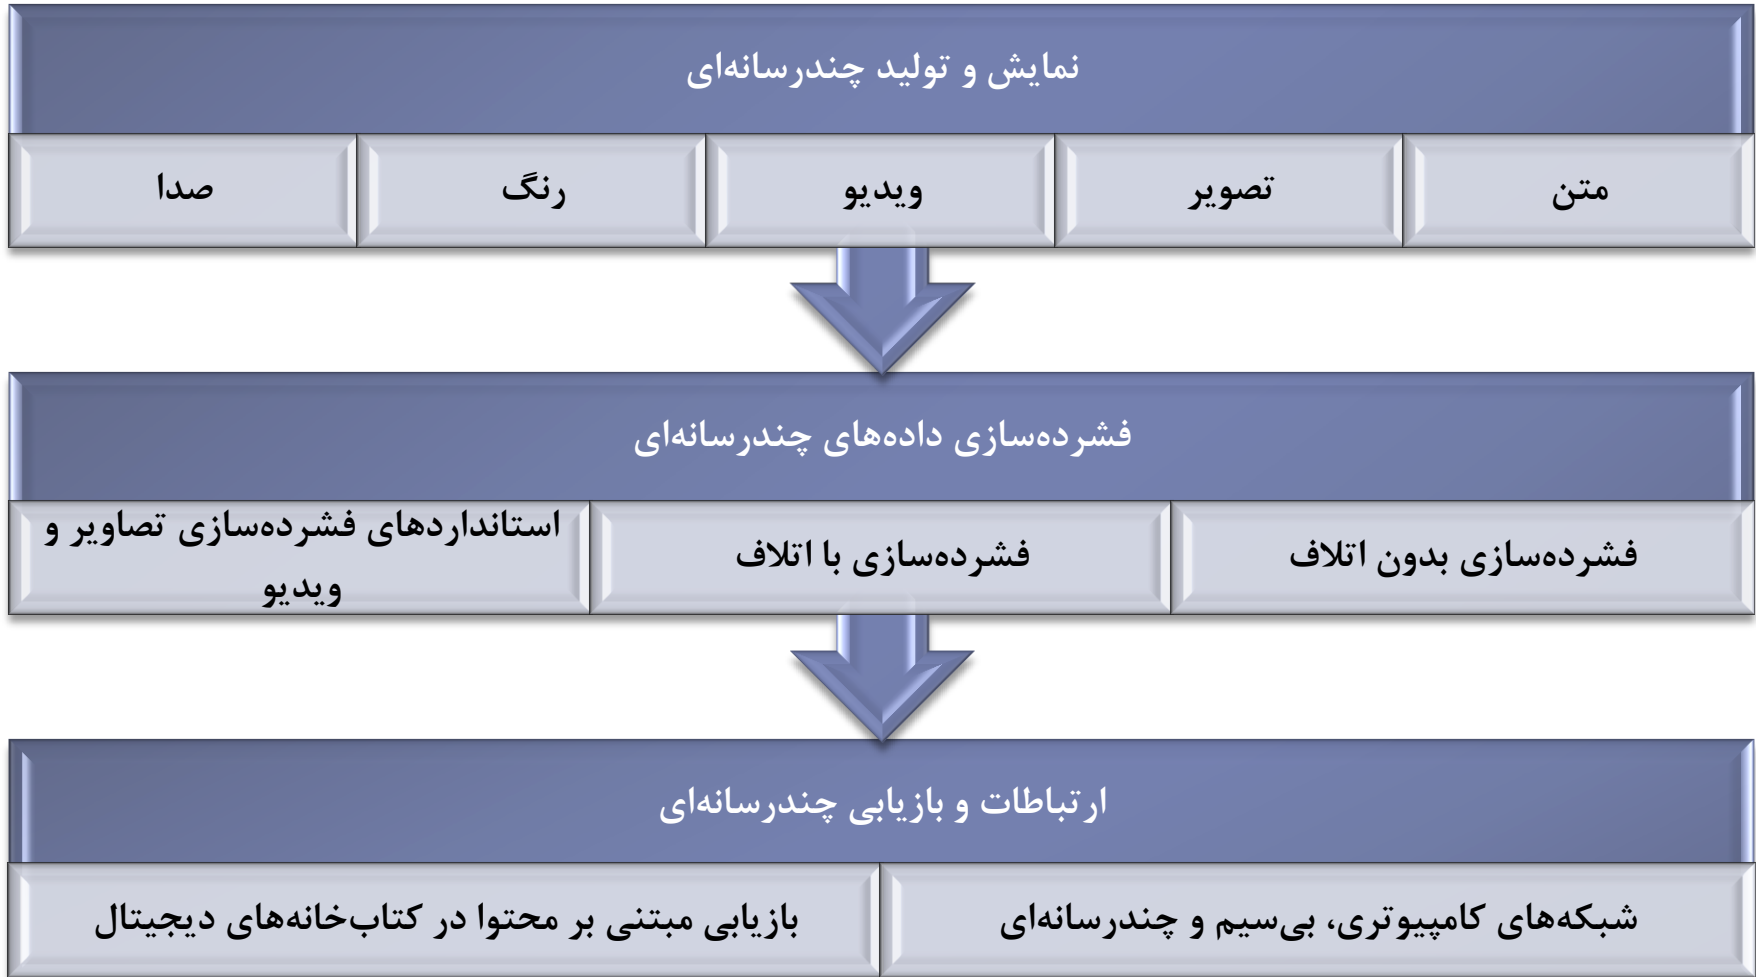 نمایش و تولید چندرسانه‌ای
متن
تصویر
ویدیو
رنگ
صدا
فشرده‌سازی داده‌های چندرسانه‌ای
فشرده‌سازی بدون اتلاف
فشرده‌سازی با اتلاف
استانداردهای فشرده‌سازی تصاویر و
ویدیو
ارتباطات و بازیابی چندرسانه‌ای
شبکه‌های کامپیوتری، بی‌سیم و چندرسانه‌ای
بازیابی مبتنی بر محتوا در کتاب‌خانه‌های دیجیتال